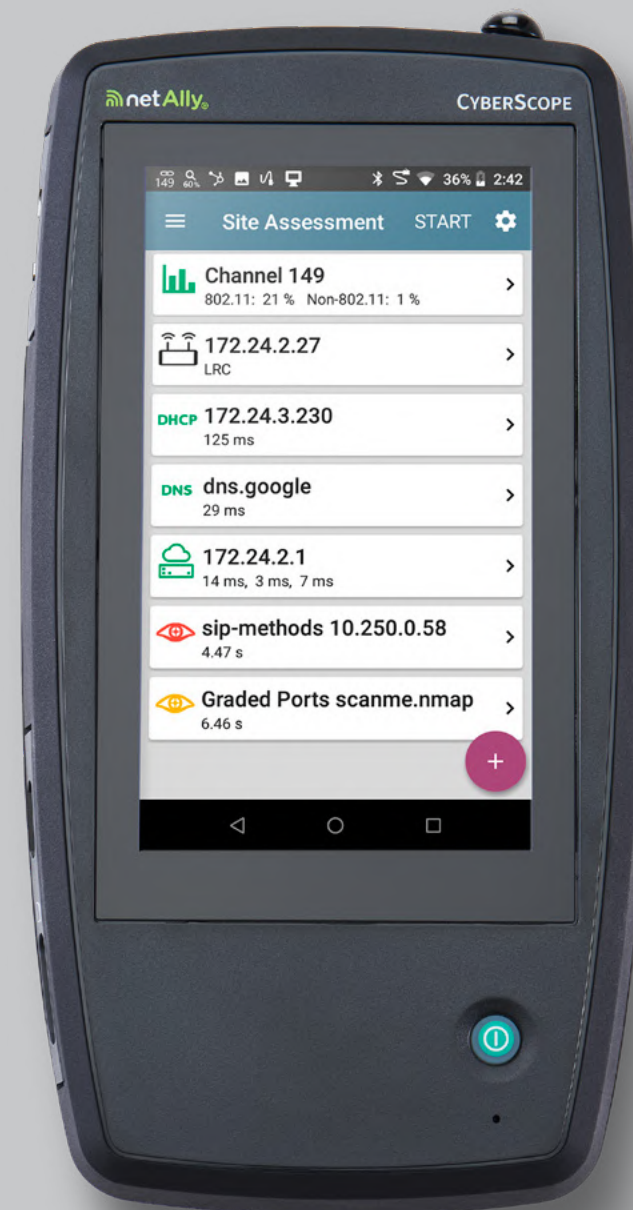 netAlly®
CYBERSCOPE
149 60% 36% 2:42
Site Assessment START
Channel 149
802.11: 21 % Non-802.11: 1 %
172.24.2.27
LRC
DHCP 172.24.3.230
125 ms
DNS dns.google
29 ms
172.24.2.1
14 ms, 3 ms, 7 ms
sip-methods 10.250.0.58
4.47 s
Graded Ports scanme.nmap
6.46 s
+